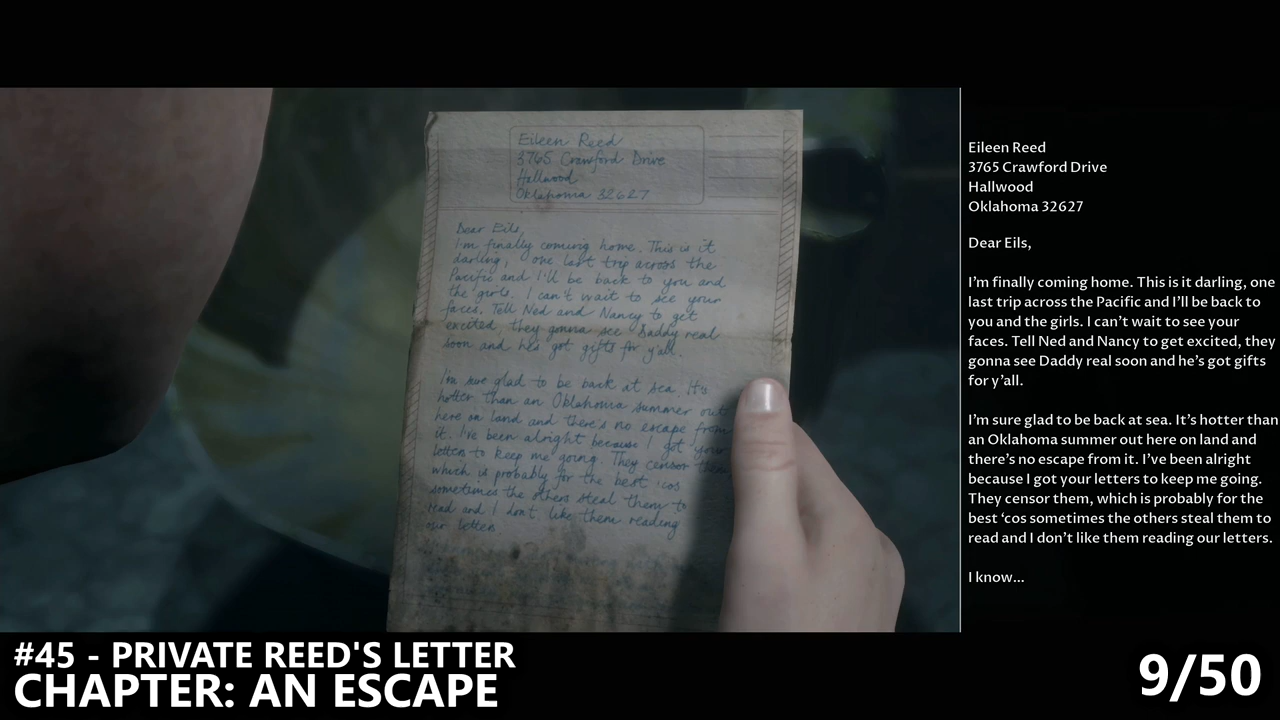 Eileen Reed
3765 Crawford Drive
Hallwood
Oklahoma 32627
Dear Eils,
I'm finally coming home. This is it
darling, one last trip across the
Pacific and I'll be back to you and
the girls. I can't wait to see your
faces. Tell Ned and Nancy to get
excited, they gonna see Daddy real
soon and he's got gifts for y'all.
I'm sure glad to be back at sea. It's
hotter than an Oklahoma summer out
here on land and there's no escape from
it. I've been alright because I got your
letters to keep me going. They censor them
which is probably for the best 'cos
sometimes the others steal them to
read and I don't like them reading
our letters
Eileen Reed
3765 Crawford Drive
Hallwood
Oklahoma 32627
Dear Eils,
I'm finally coming home. This is it darling, one
last trip across the Pacific and I'll be back to
you and the girls. I can't wait to see your
faces. Tell Ned and Nancy to get excited, they
gonna see Daddy real soon and he's got gifts
for y'all.
I'm sure glad to be back at sea. It's hotter than
an Oklahoma summer out here on land and
there's no escape from it. I've been alright
because I got your letters to keep me going.
They censor them, which is probably for the
best ‘cos sometimes the others steal them to
read and I don't like them reading our letters.
I know...
#45 - PRIVATE REED'S LETTER
CHAPTER: AN ESCAPE
9/50